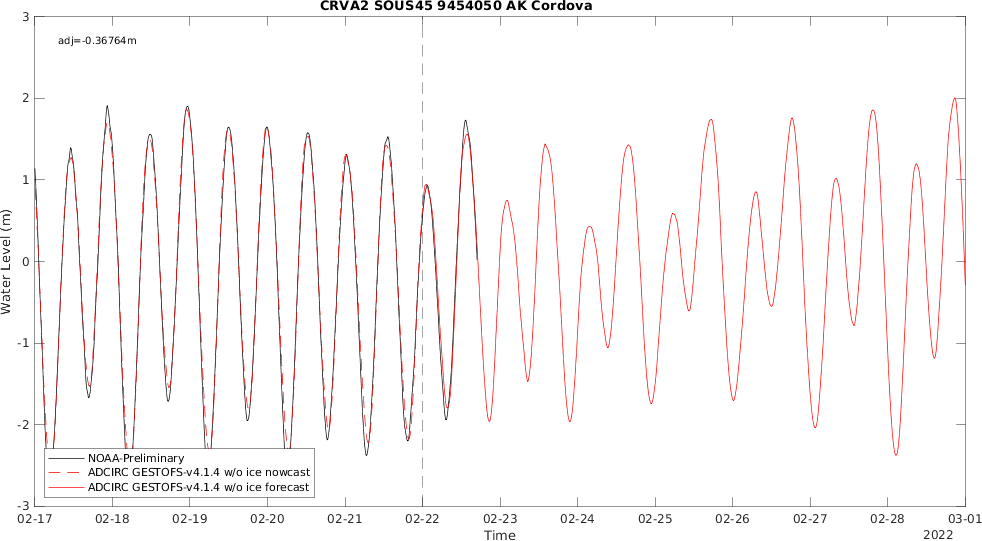 CRVA2 SOUS45 9454050 AK Cordova
adj=-0.36764m
3
2
1
0
-1
-2
-3
Water Level (m)
NOAA-Preliminary
ADCIRC GESTOFS-v4.1.4 w/o ice nowcast
ADCIRC GESTOFS-v4.1.4 w/o ice forecast
02-17 02-18 02-19 02-20 02-21 02-22 02-23 02-24 02-25 02-26 02-27 02-28 03-01
Time
2022